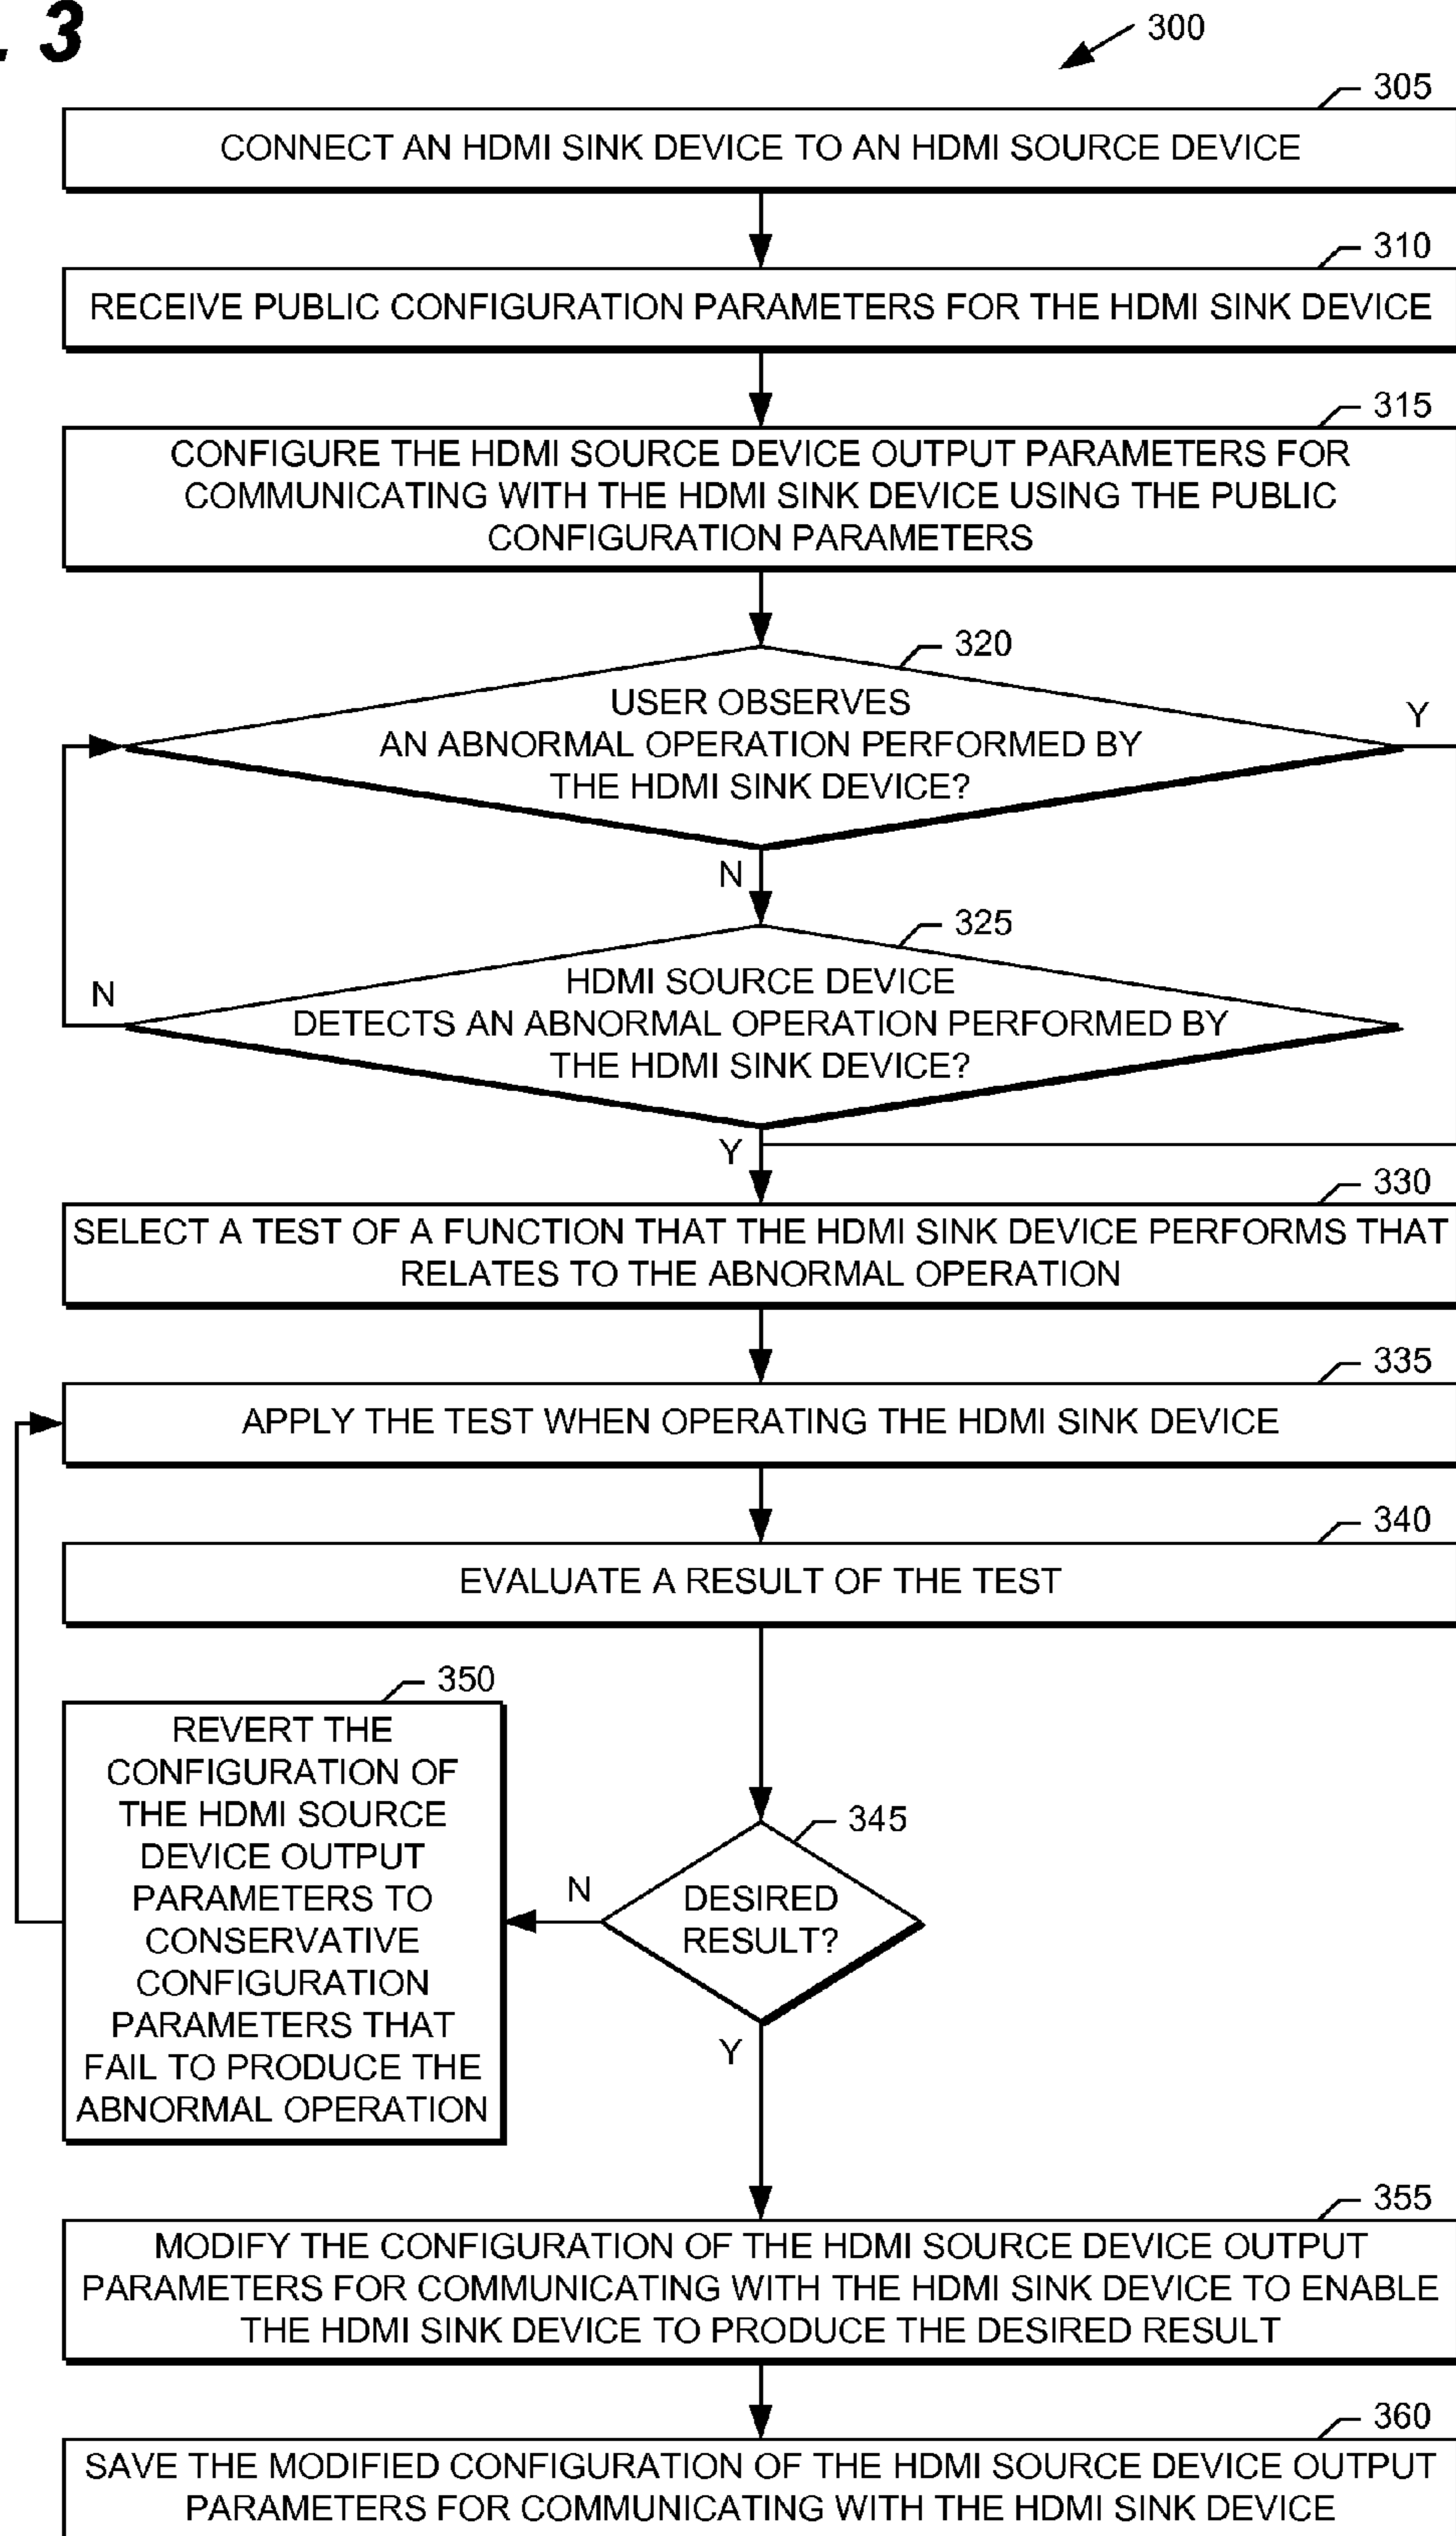 . 3
300
305
CONNECT AN HDMI SINK DEVICE TO AN HDMI SOURCE DEVICE
310
RECEIVE PUBLIC CONFIGURATION PARAMETERS FOR THE HDMI SINK DEVICE
315
CONFIGURE THE HDMI SOURCE DEVICE OUTPUT PARAMETERS FOR
COMMUNICATING WITH THE HDMI SINK DEVICE USING THE PUBLIC
CONFIGURATION PARAMETERS
320
USER OBSERVES
AN ABNORMAL OPERATION PERFORMED BY
THE HDMI SINK DEVICE?
Y
N
325
HDMI SOURCE DEVICE
DETECTS AN ABNORMAL OPERATION PERFORMED BY
THE HDMI SINK DEVICE?
N
Y
330
SELECT A TEST OF A FUNCTION THAT THE HDMI SINK DEVICE PERFORMS THAT
RELATES TO THE ABNORMAL OPERATION
335
APPLY THE TEST WHEN OPERATING THE HDMI SINK DEVICE
340
EVALUATE A RESULT OF THE TEST
345
DESIRED
RESULT?
N
350
REVERT THE
CONFIGURATION OF
THE HDMI SOURCE
DEVICE OUTPUT
PARAMETERS TO
CONSERVATIVE
CONFIGURATION
PARAMETERS THAT
FAIL TO PRODUCE THE
ABNORMAL OPERATION
Y
355
MODIFY THE CONFIGURATION OF THE HDMI SOURCE DEVICE OUTPUT
PARAMETERS FOR COMMUNICATING WITH THE HDMI SINK DEVICE TO ENABLE
THE HDMI SINK DEVICE TO PRODUCE THE DESIRED RESULT
360
SAVE THE MODIFIED CONFIGURATION OF THE HDMI SOURCE DEVICE OUTPUT
PARAMETERS FOR COMMUNICATING WITH THE HDMI SINK DEVICE